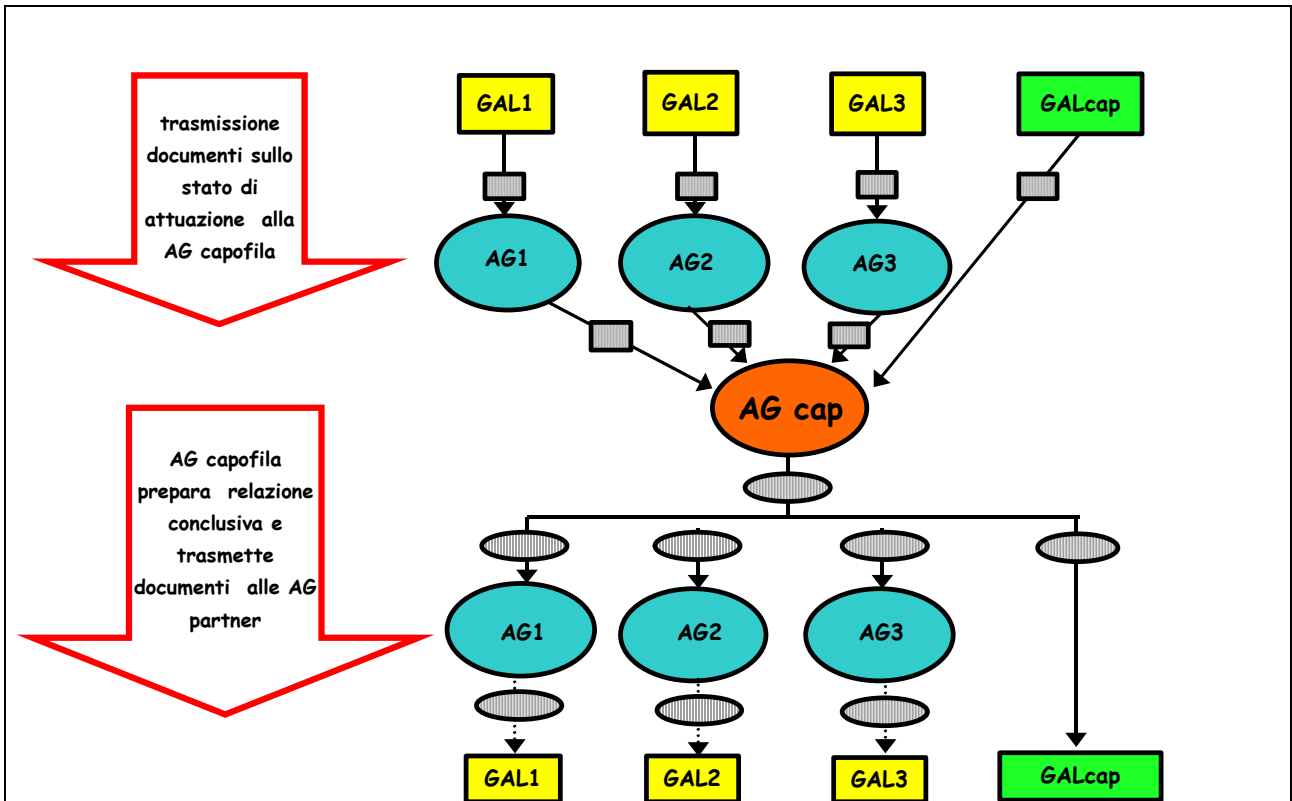 GAL1 GAL2 GAL3 GALcap
trasmissione
documenti sullo
stato di
attuazione alla
AG capofila
AG1 AG2 AG3
AG cap
AG capofila
prepara relazione
conclusiva e
trasmette
documenti alle AG
partner
AG1 AG2 AG3
GAL1 GAL2 GAL3 GALcap